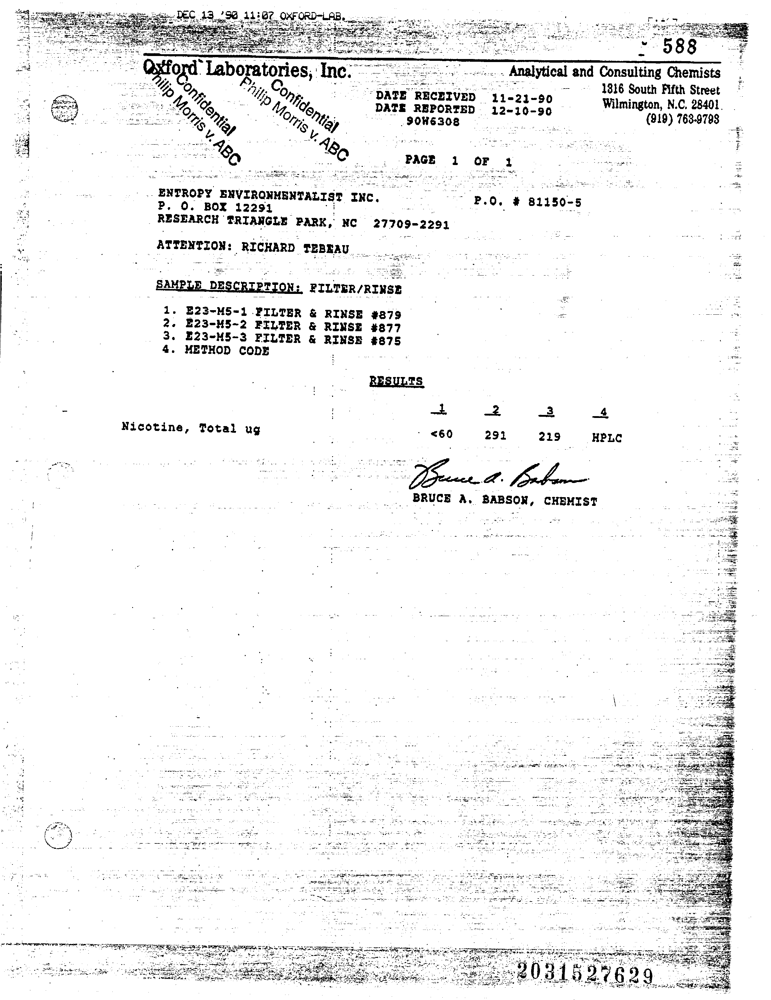 DEC 13 '90 11:07 OXFORD-LAB.
588
Oxford Laboratories, Inc.
Analytical and Consulting Chemists
1316 South Fifth Street
Wilmington, N.C. 28401
(919) 763-9793
Confidential
Philip Morris v. ABC
Confidential
Philip Morris v. ABC
DATE RECEIVED 11-21-90
DATE REPORTED 12-10-90
90W6308
PAGE 1 OF 1
ENTROPY ENVIRONMENTALIST INC.
P.O. # 81150-5
P. O. BOX 12291
RESEARCH TRIANGLE PARK, NC 27709-2291
ATTENTION: RICHARD TEBEAU
SAMPLE DESCRIPTION: FILTER/RINSE
1. E23-M5-1 FILTER & RINSE #879
2. E23-M5-2 FILTER & RINSE #877
3. E23-M5-3 FILTER & RINSE #875
4. METHOD CODE
RESULTS
1 2 3 4
Nicotine, Total ug <60 291 219 HPLC
Bruce A. Babson
BRUCE A. BABSON, CHEMIST
2031527629